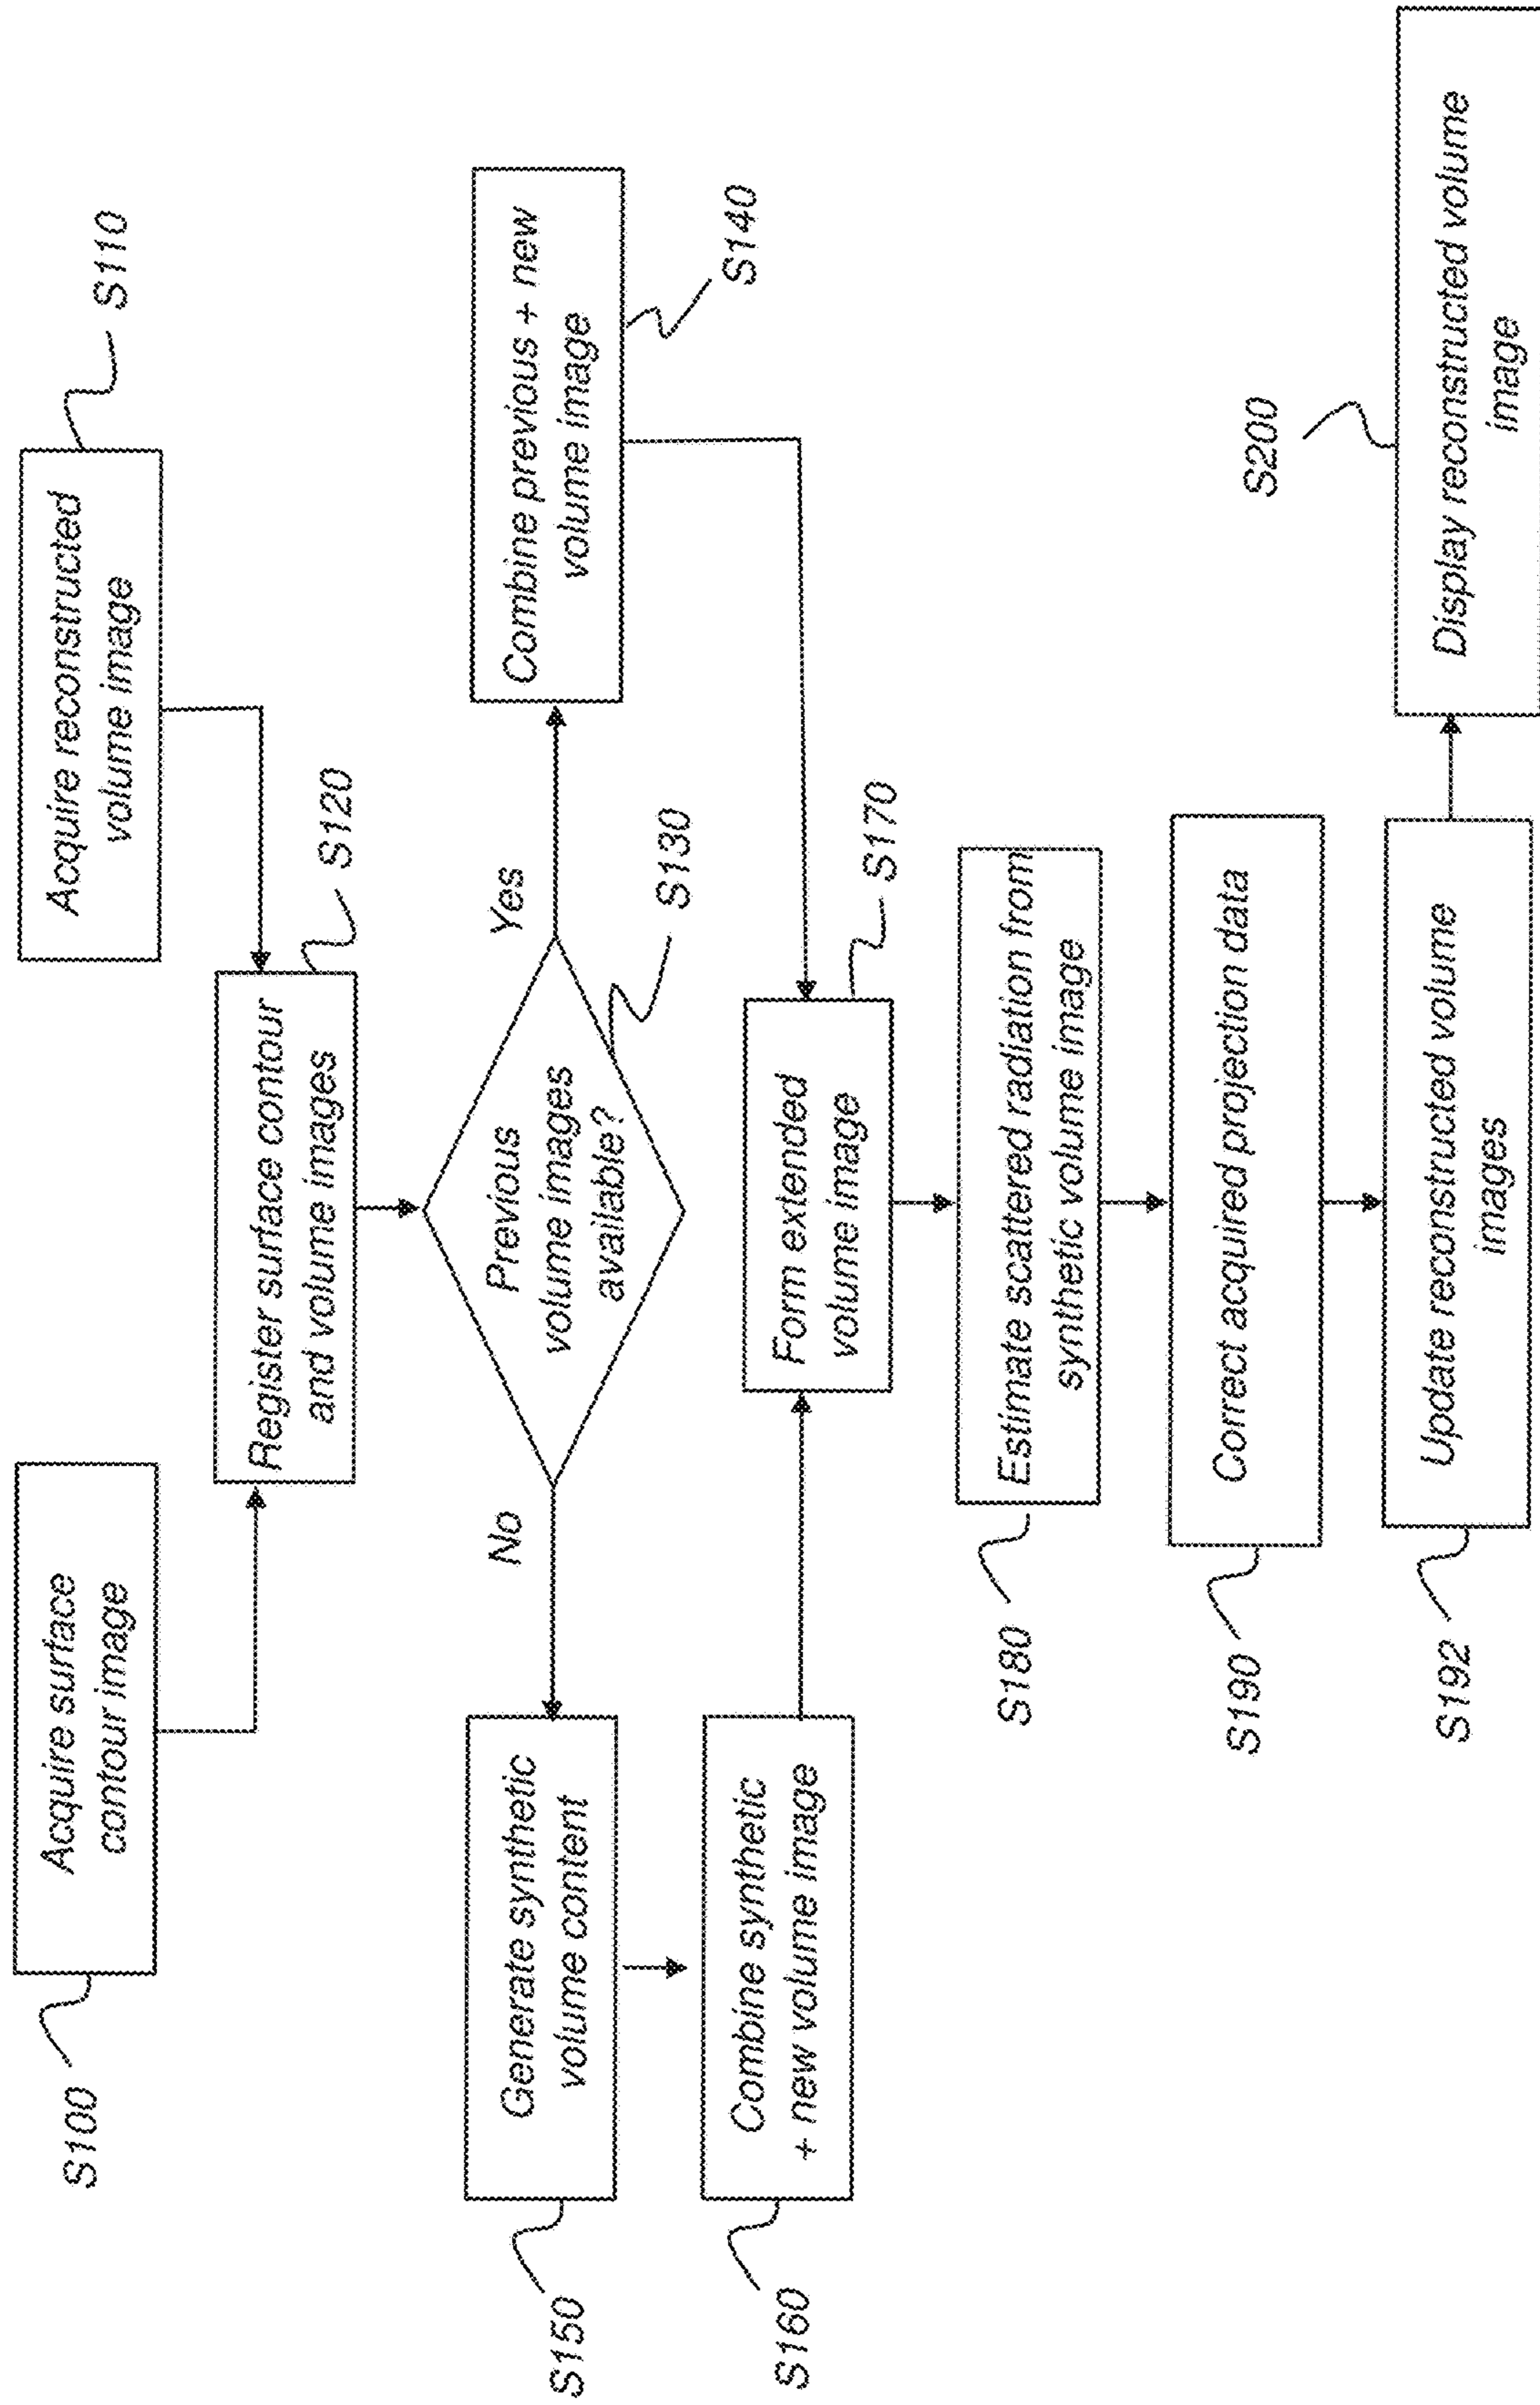 S100
Acquire surface
contour image
Acquire reconstructed
volume image
S110
Register surface contour
and volume images
S120
Previous
volume images
available?
S130
No
Yes
Generate synthetic
volume content
S150
Combine previous + new
volume image
S140
Combine synthetic
+ new volume image
S160
Form extended
volume image
S170
Estimate scattered radiation from
synthetic volume image
S180
Correct acquired projection data
S190
Update reconstructed volume
images
S192
S200
Display reconstructed volume
image